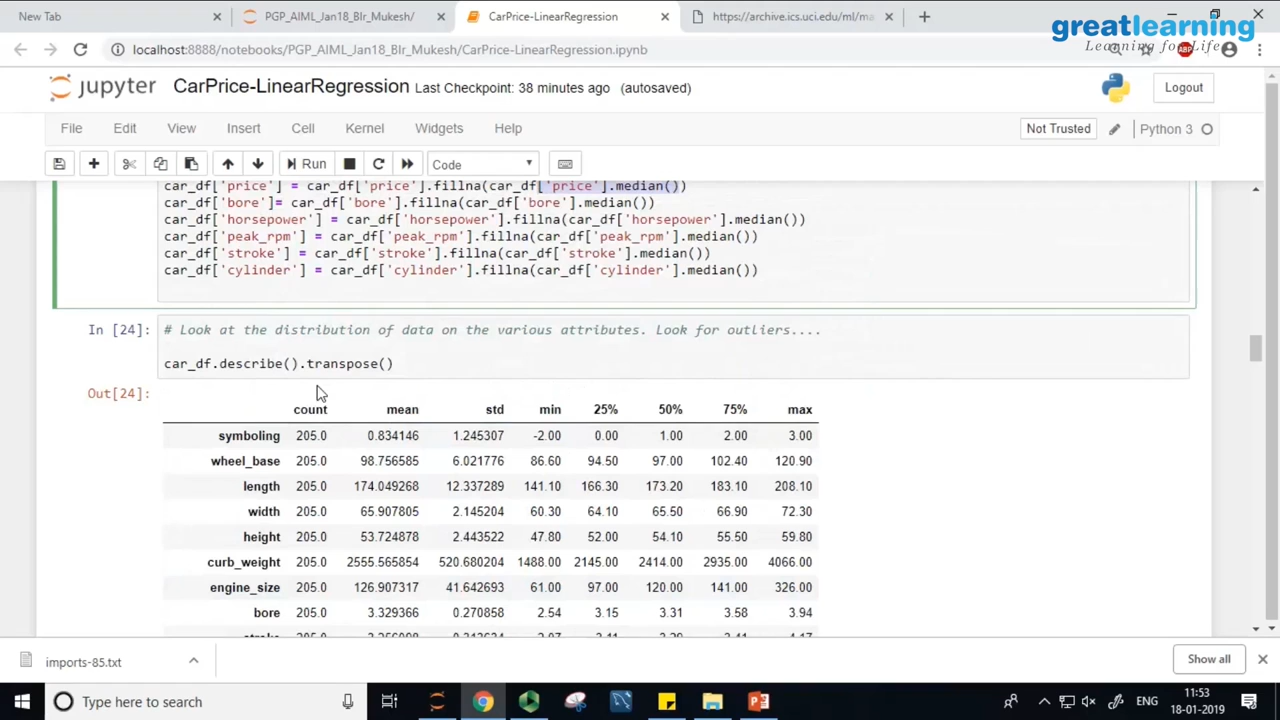 New Tab
PGP_AIML_Jan18_Blr_Mukesh/
CarPrice-LinearRegression
https://archive.ics.uci.edu/ml/ma
greatlearning
Learning for Life
localhost:8888/notebooks/PGP_AIML_Jan18_Blr_Mukesh/CarPrice-LinearRegression.ipynb
ABP
jupyter CarPrice-LinearRegression Last Checkpoint: 38 minutes ago (autosaved)
Logout
File Edit View Insert Cell Kernel Widgets Help
Not Trusted
Python 3
Run
Code
car_df['price'] = car_df['price'].fillna(car_df['price'].median())
car_df['bore']= car_df['bore'].fillna(car_df['bore'].median())
car_df['horsepower'] = car_df['horsepower'].fillna(car_df['horsepower'].median())
car_df['peak_rpm'] = car_df['peak_rpm'].fillna(car_df['peak_rpm'].median())
car_df['stroke'] = car_df['stroke'].fillna(car_df['stroke'].median())
car_df['cylinder'] = car_df['cylinder'].fillna(car_df['cylinder'].median())
In [24]: # Look at the distribution of data on the various attributes. Look for outliers....
car_df.describe().transpose()
Out[24]:
count mean std min 25% 50% 75% max
symboling 205.0 0.834146 1.245307 -2.00 0.00 1.00 2.00 3.00
wheel_base 205.0 98.756585 6.021776 86.60 94.50 97.00 102.40 120.90
length 205.0 174.049268 12.337289 141.10 166.30 173.20 183.10 208.10
width 205.0 65.907805 2.145204 60.30 64.10 65.50 66.90 72.30
height 205.0 53.724878 2.443522 47.80 52.00 54.10 55.50 59.80
curb_weight 205.0 2555.565854 520.680204 1488.00 2145.00 2414.00 2935.00 4066.00
engine_size 205.0 126.907317 41.642693 61.00 97.00 120.00 141.00 326.00
bore 205.0 3.329366 0.270858 2.54 3.15 3.31 3.58 3.94
imports-85.txt
Show all
Type here to search
ENG
11:53
18-01-2019